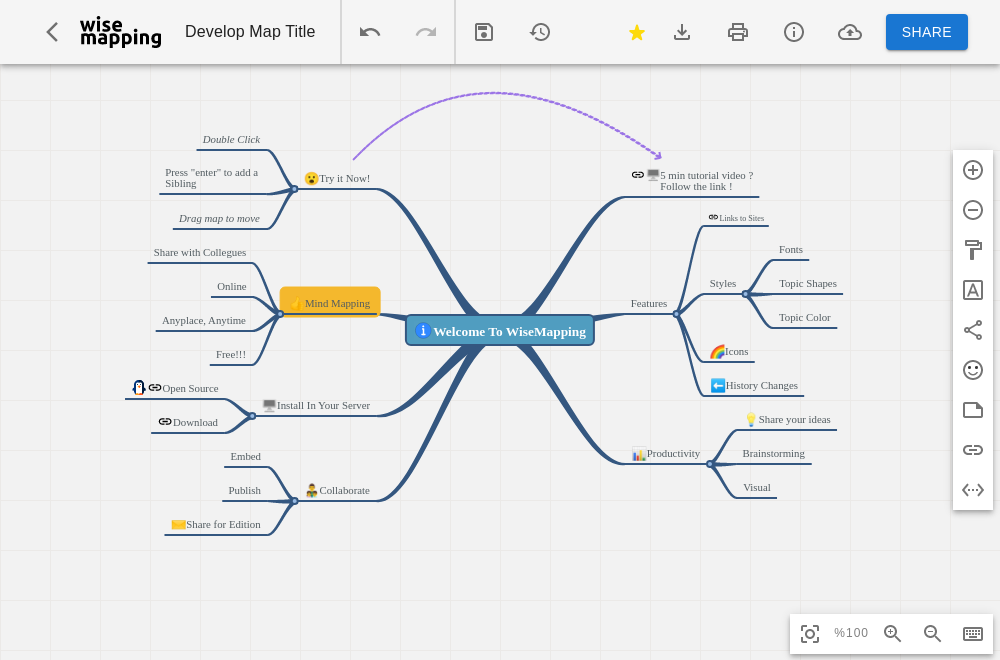 wise
mapping
Develop Map Title
SHARE
Double Click
Press "enter" to add a
Sibling
Drag map to move
Try it Now!
Share with Collegues
Online
Anyplace, Anytime
Free!!!
Mind Mapping
Open Source
Download
Install In Your Server
Embed
Publish
Share for Edition
Collaborate
Welcome To WiseMapping
5 min tutorial video ?
Follow the link !
Features
Links to Sites
Styles
Fonts
Topic Shapes
Topic Color
Icons
History Changes
Productivity
Share your ideas
Brainstorming
Visual
%100